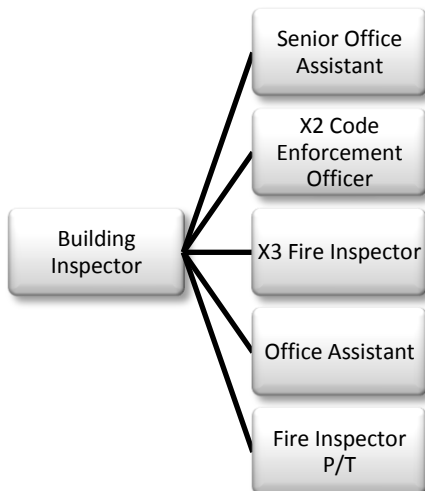 Senior Office
Assistant
X2 Code
Enforcement
Officer
Building
Inspector
X3 Fire Inspector
Office Assistant
Fire Inspector
P/T